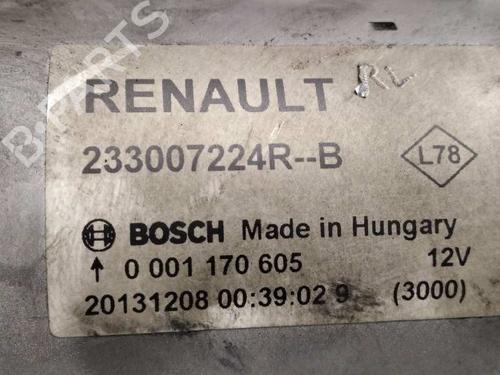 B-PARTS
RENAULT RL
233007224R--B L78
BOSCH Made in Hungary
↑ 0 001 170 605 12V
20131208 00:39:02 9 (3000)